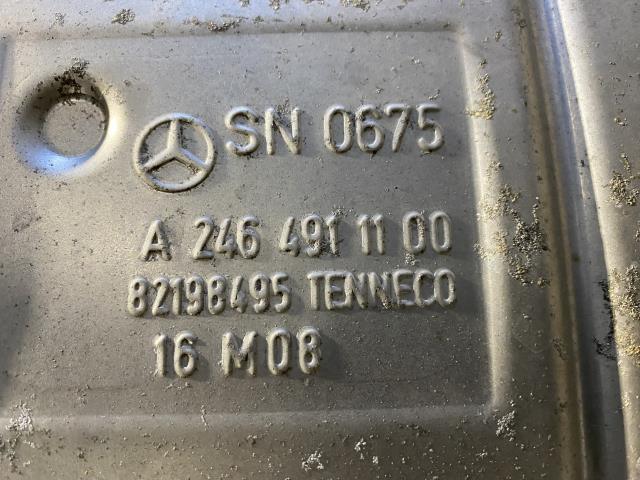 SN 0675
A 246 491 11 00
82198495 TENNECO
16 M08